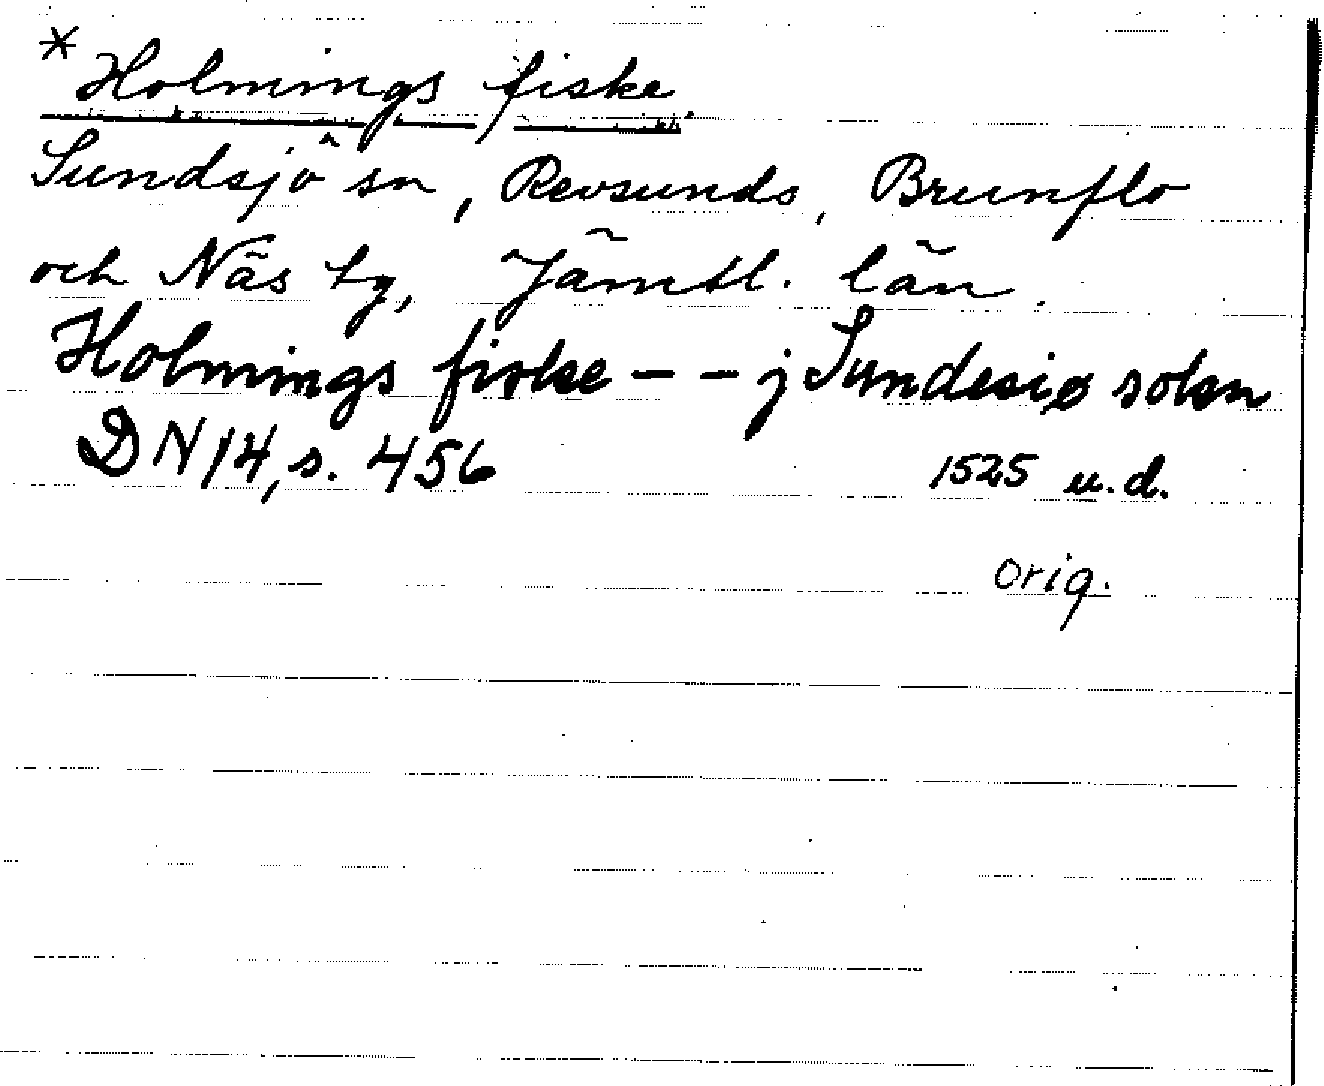 * Holmings fiske.
Sundsjö sn, Revsunds, Brunflo
och Näs tg, Jämtl. län.
Holmings fiske - - j Sundesiø sokn
DN 14, s. 456 1525 u.d.
orig.